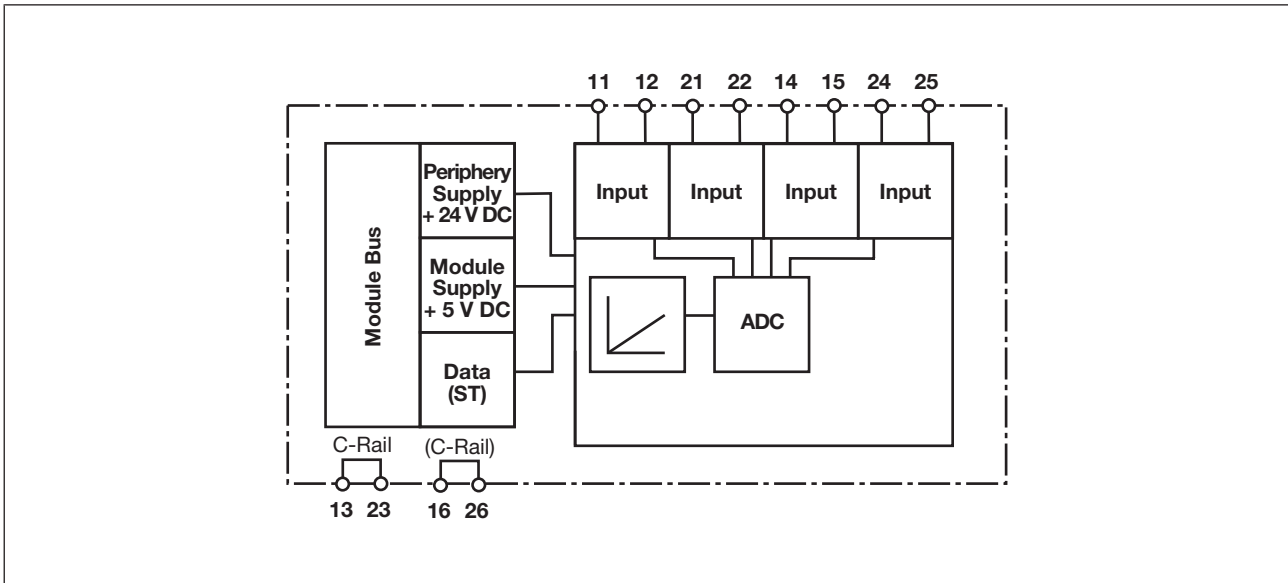 11 12 21 22 14 15 24 25
Module Bus
Periphery
Supply
+ 24 V DC
Module
Supply
+ 5 V DC
Data
(ST)
Input Input Input Input
ADC
C-Rail (C-Rail)
13 23 16 26